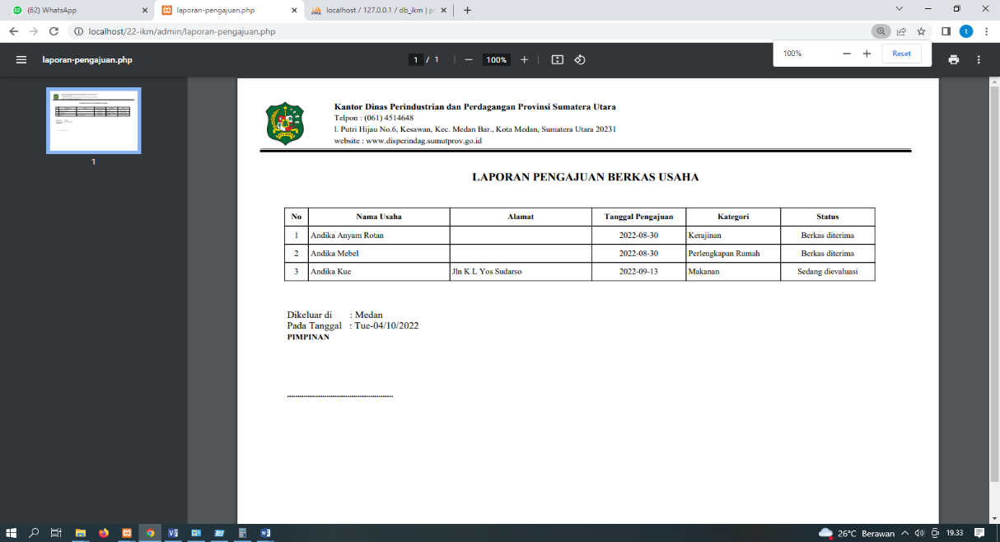 (62) WhatsApp
laporan-pengajuan.php
localhost / 127.0.0.1 / db_ikm | p
localhost/22-ikm/admin/laporan-pengajuan.php
t
laporan-pengajuan.php
1 / 1
100%
100%
Reset
1
Kantor Dinas Perindustrian dan Perdagangan Provinsi Sumatera Utara
Telpon : (061) 4514648
l. Putri Hijau No.6, Kesawan, Kec. Medan Bar., Kota Medan, Sumatera Utara 20231
website : www.disperindag.sumutprov.go.id
LAPORAN PENGAJUAN BERKAS USAHA
No Nama Usaha Alamat Tanggal Pengajuan Kategori Status
1 Andika Anyam Rotan 2022-08-30 Kerajinan Berkas diterima
2 Andika Mebel 2022-08-30 Perlengkapan Rumah Berkas diterima
3 Andika Kue Jln K L Yos Sudarso 2022-09-13 Makanan Sedang dievaluasi
Dikeluar di : Medan
Pada Tanggal : Tue-04/10/2022
PIMPINAN
26°C Berawan
19.33